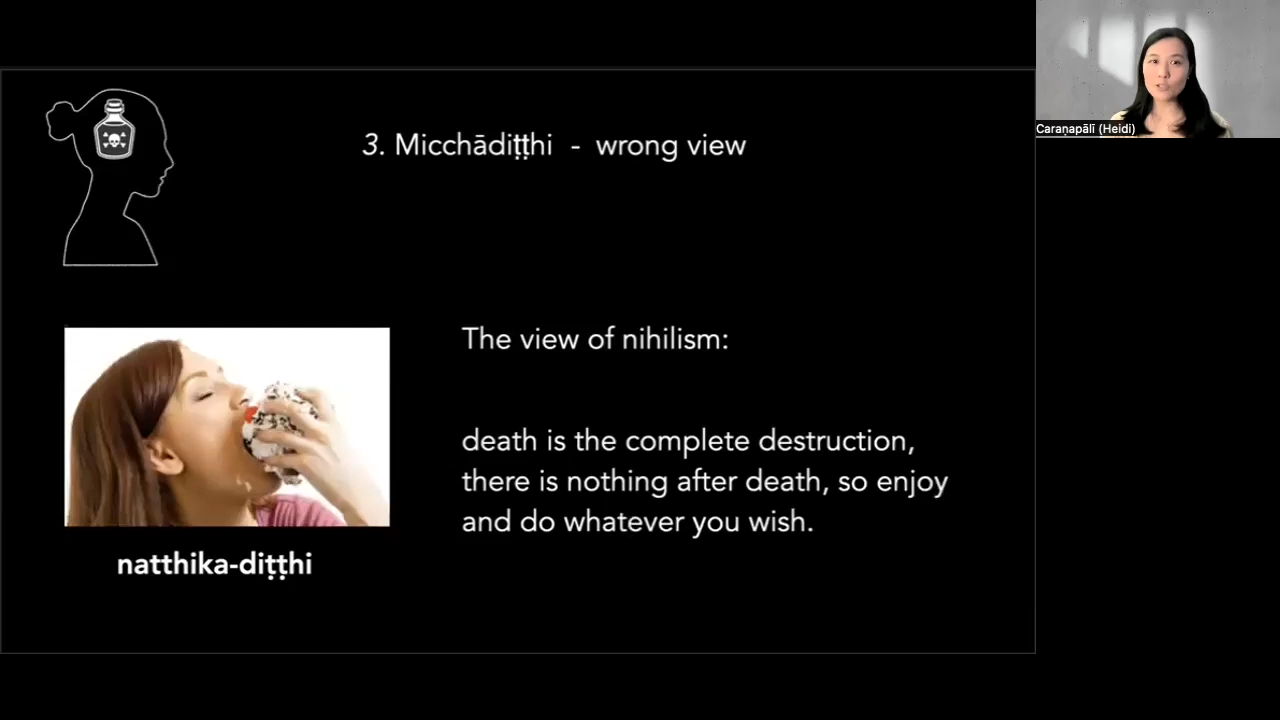 3. Micchādiṭṭhi - wrong view
Caraṇapālī (Heidi)
The view of nihilism:
death is the complete destruction,
there is nothing after death, so enjoy
and do whatever you wish.
natthika-diṭṭhi